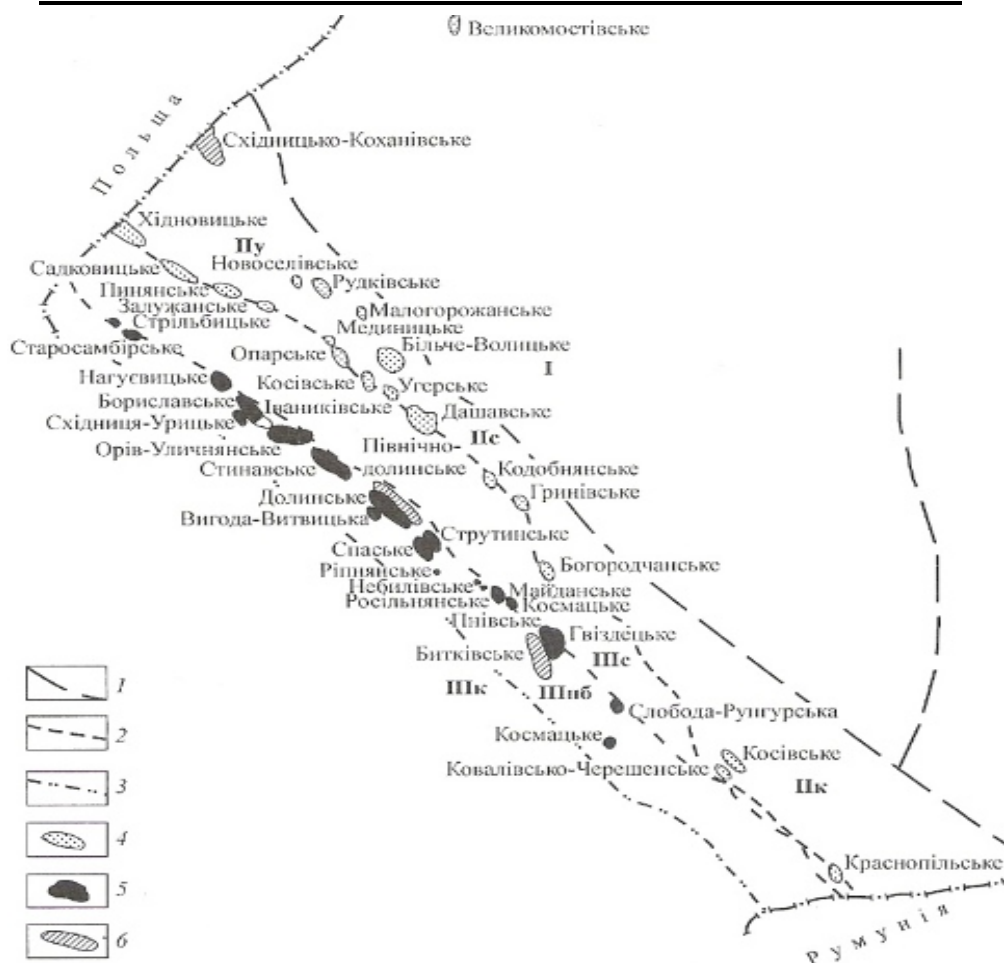 Великомостівське
Польща
Східницько-Коханівське
Хідновицьке
Пу
Новоселівське
Садковицьке
Рудківське
Пинянське
Залужанське
Малогорожанське
Стрільбицьке
Мединицьке
Старосамбірське
Опарське
Більче-Волицьке
I
Нагуєвицьке
Косівське
Угерське
Бориславське
Іваниківське
Дашавське
Східниця-Урицьке
Пс
Орів-Уличнянське
Північно-
долинське
Стинавське
Кодобнянське
Долинське
Гринівське
Вигода-Витвицька
Струтинське
Спаське
Ріпнянське
Богородчанське
Небилівське
Майданське
Росільнянське
Космацьке
Пнівське
Гвіздецьке
Битківське
IIIс
IIIк
IIIпб
Слобода-Рунгурська
Космацьке
Косівське
Ковалівсько-Черешенське
IIк
Краснопільське
Румунія
1
2
3
4
5
6